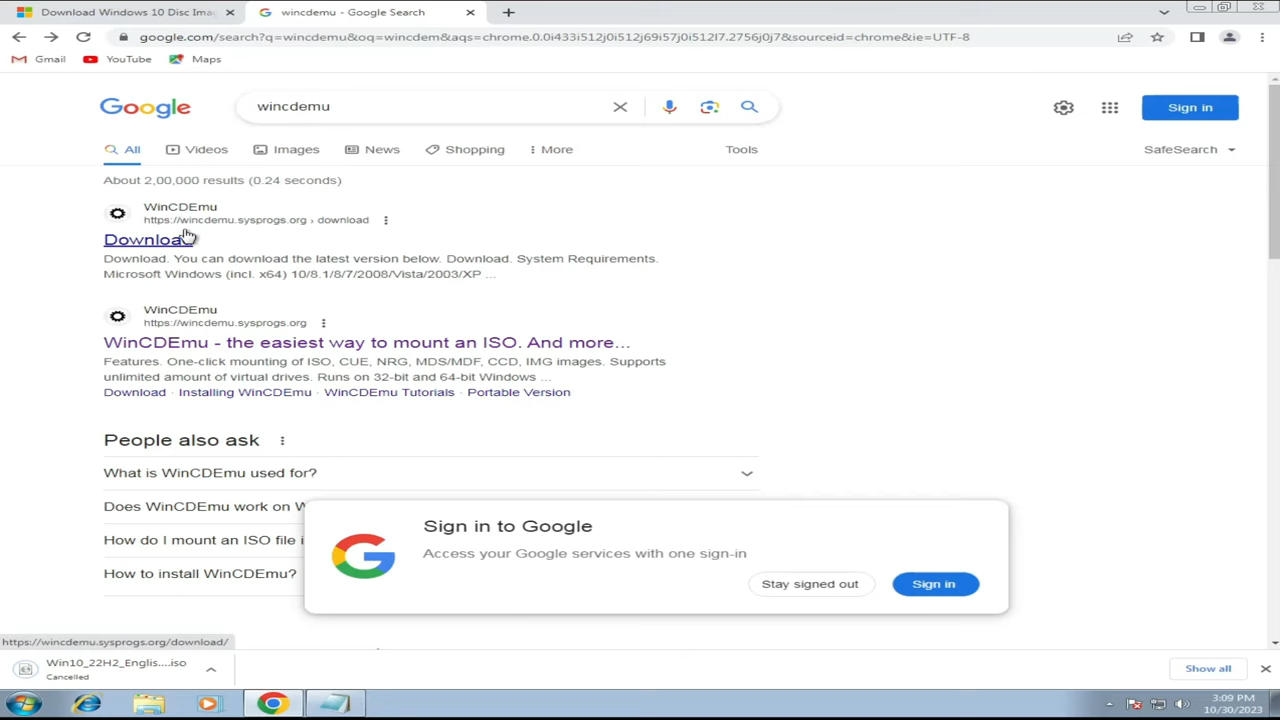 Download Windows 10 Disc Ima
wincdemu - Google Search
google.com/search?q=wincdemu&oq=wincdem&aqs=chrome.0.0i433i512j0i512j69i57j0i512l7.2756j0j7&sourceid=chrome&ie=UTF-8
Gmail
YouTube
Maps
Google
wincdemu
Sign in
All
Videos
Images
News
Shopping
More
Tools
SafeSearch
About 2,00,000 results (0.24 seconds)
WinCDEmu
https://wincdemu.sysprogs.org › download
Download
Download. You can download the latest version below. Download. System Requirements.
Microsoft Windows (incl. x64) 10/8.1/8/7/2008/Vista/2003/XP ...
WinCDEmu
https://wincdemu.sysprogs.org
WinCDEmu - the easiest way to mount an ISO. And more...
Features. One-click mounting of ISO, CUE, NRG, MDS/MDF, CCD, IMG images. Supports
unlimited amount of virtual drives. Runs on 32-bit and 64-bit Windows ...
Download · Installing WinCDEmu · WinCDEmu Tutorials · Portable Version
People also ask
What is WinCDEmu used for?
Does WinCDEmu work on W
How do I mount an ISO file i
How to install WinCDEmu?
Sign in to Google
Access your Google services with one sign-in
Stay signed out
Sign in
https://wincdemu.sysprogs.org/download/
Win10_22H2_Englis....iso
Cancelled
Show all
3:09 PM
10/30/2023